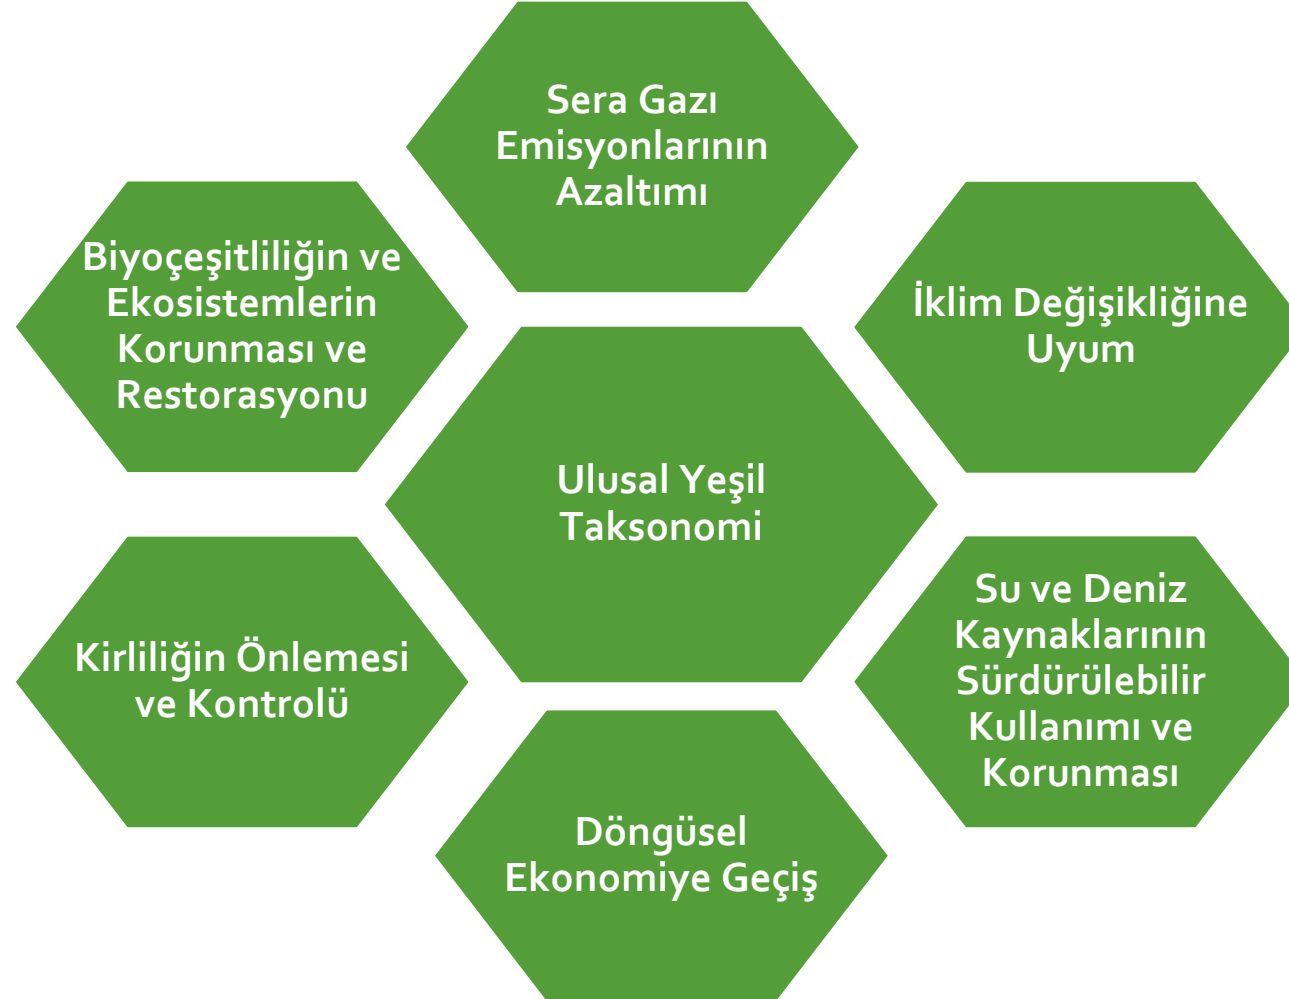 Sera Gazı
Emisyonlarının
Azaltımı
Biyoçeşitliliğin ve
Ekosistemlerin
Korunması ve
Restorasyonu
İklim Değişikliğine
Uyum
Ulusal Yeşil
Taksonomi
Kirliliğin Önlemesi
ve Kontrolü
Su ve Deniz
Kaynaklarının
Sürdürülebilir
Kullanımı ve
Korunması
Döngüsel
Ekonomiye Geçiş